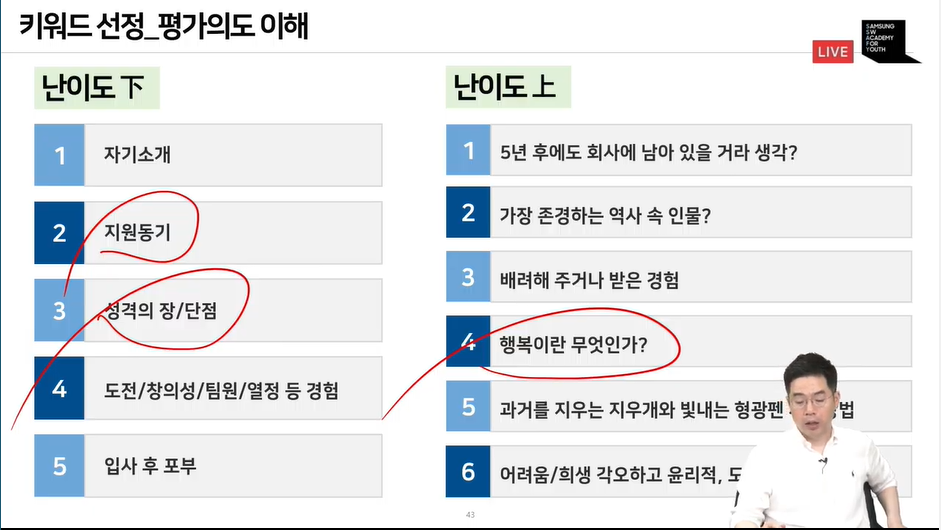 키워드 선정_평가의도 이해
LIVE
SAMSUNG
SW
ACADEMY
FOR
YOUTH
난이도 下
1 자기소개
2 지원동기
3 성격의 장/단점
4 도전/창의성/팀원/열정 등 경험
5 입사 후 포부
난이도 上
1 5년 후에도 회사에 남아 있을 거라 생각?
2 가장 존경하는 역사 속 인물?
3 배려해 주거나 받은 경험
4 행복이란 무엇인가?
5 과거를 지우는 지우개와 빛내는 형광펜
6 어려움/희생 각오하고 윤리적,
43